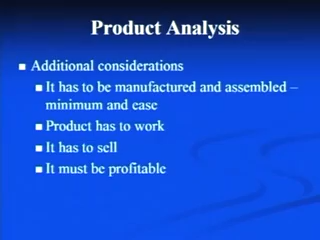 Product Analysis
Additional considerations
It has to be manufactured and assembled –
minimum and ease
Product has to work
It has to sell
It must be profitable